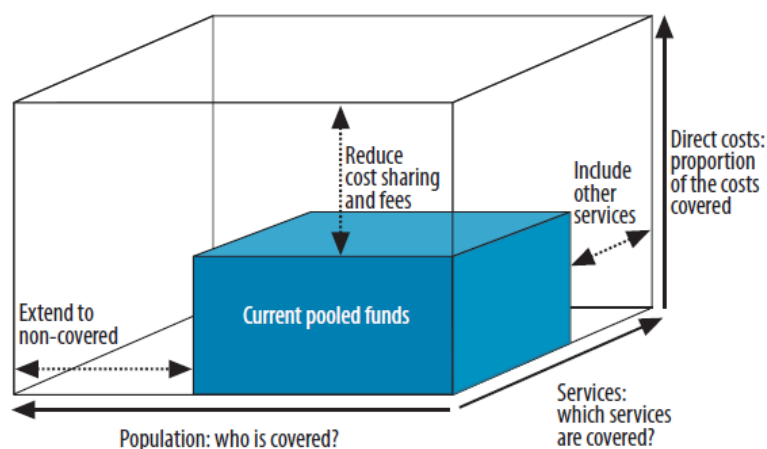 Reduce
cost sharing
and fees
Include
other
services
Direct costs:
proportion
of the costs
covered
Extend to
non-covered
Current pooled funds
Services:
which services
are covered?
Population: who is covered?